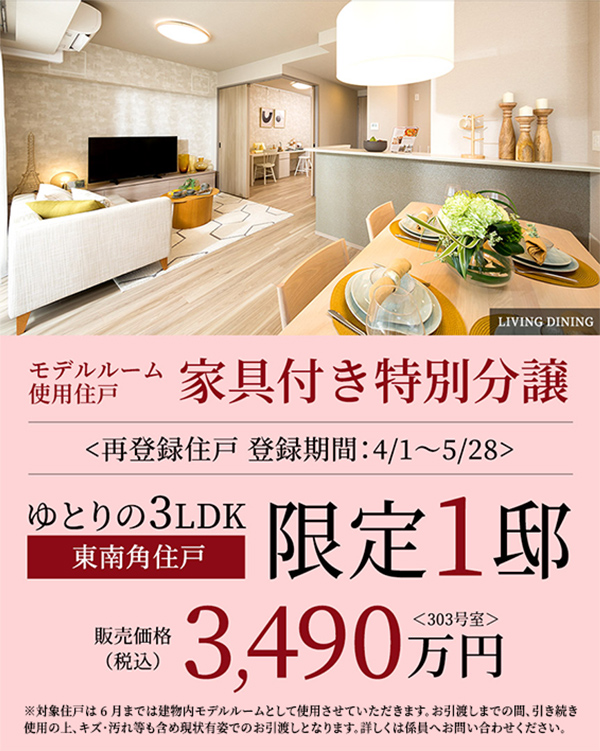 LIVING DINING
モデルルーム
使用住戸
家具付き特別分譲
<再登録住戸 登録期間：4/1〜5/28>
ゆとりの3LDK
東南角住戸
限定1邸
販売価格
（税込）
3,490万円
<303号室>
※対象住戸は6月までは建物内モデルルームとして使用させていただきます。お引渡しまでの間、引き続き
使用の上、キズ・汚れ等も含め現状有姿でのお引渡しとなります。詳しくは係員へお問い合わせください。